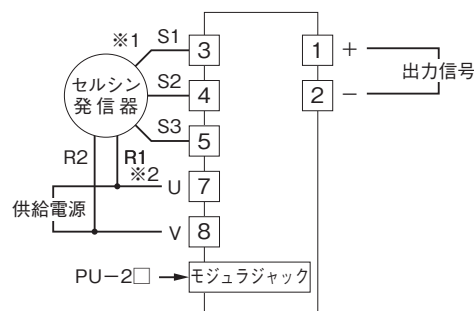 ※1
S1
3
1
+
セルシン
発信器
S2
4
2
−
出力信号
S3
5
R2
R1
※2
U
7
供給電源
V
8
PU−2□
モジュラジャック